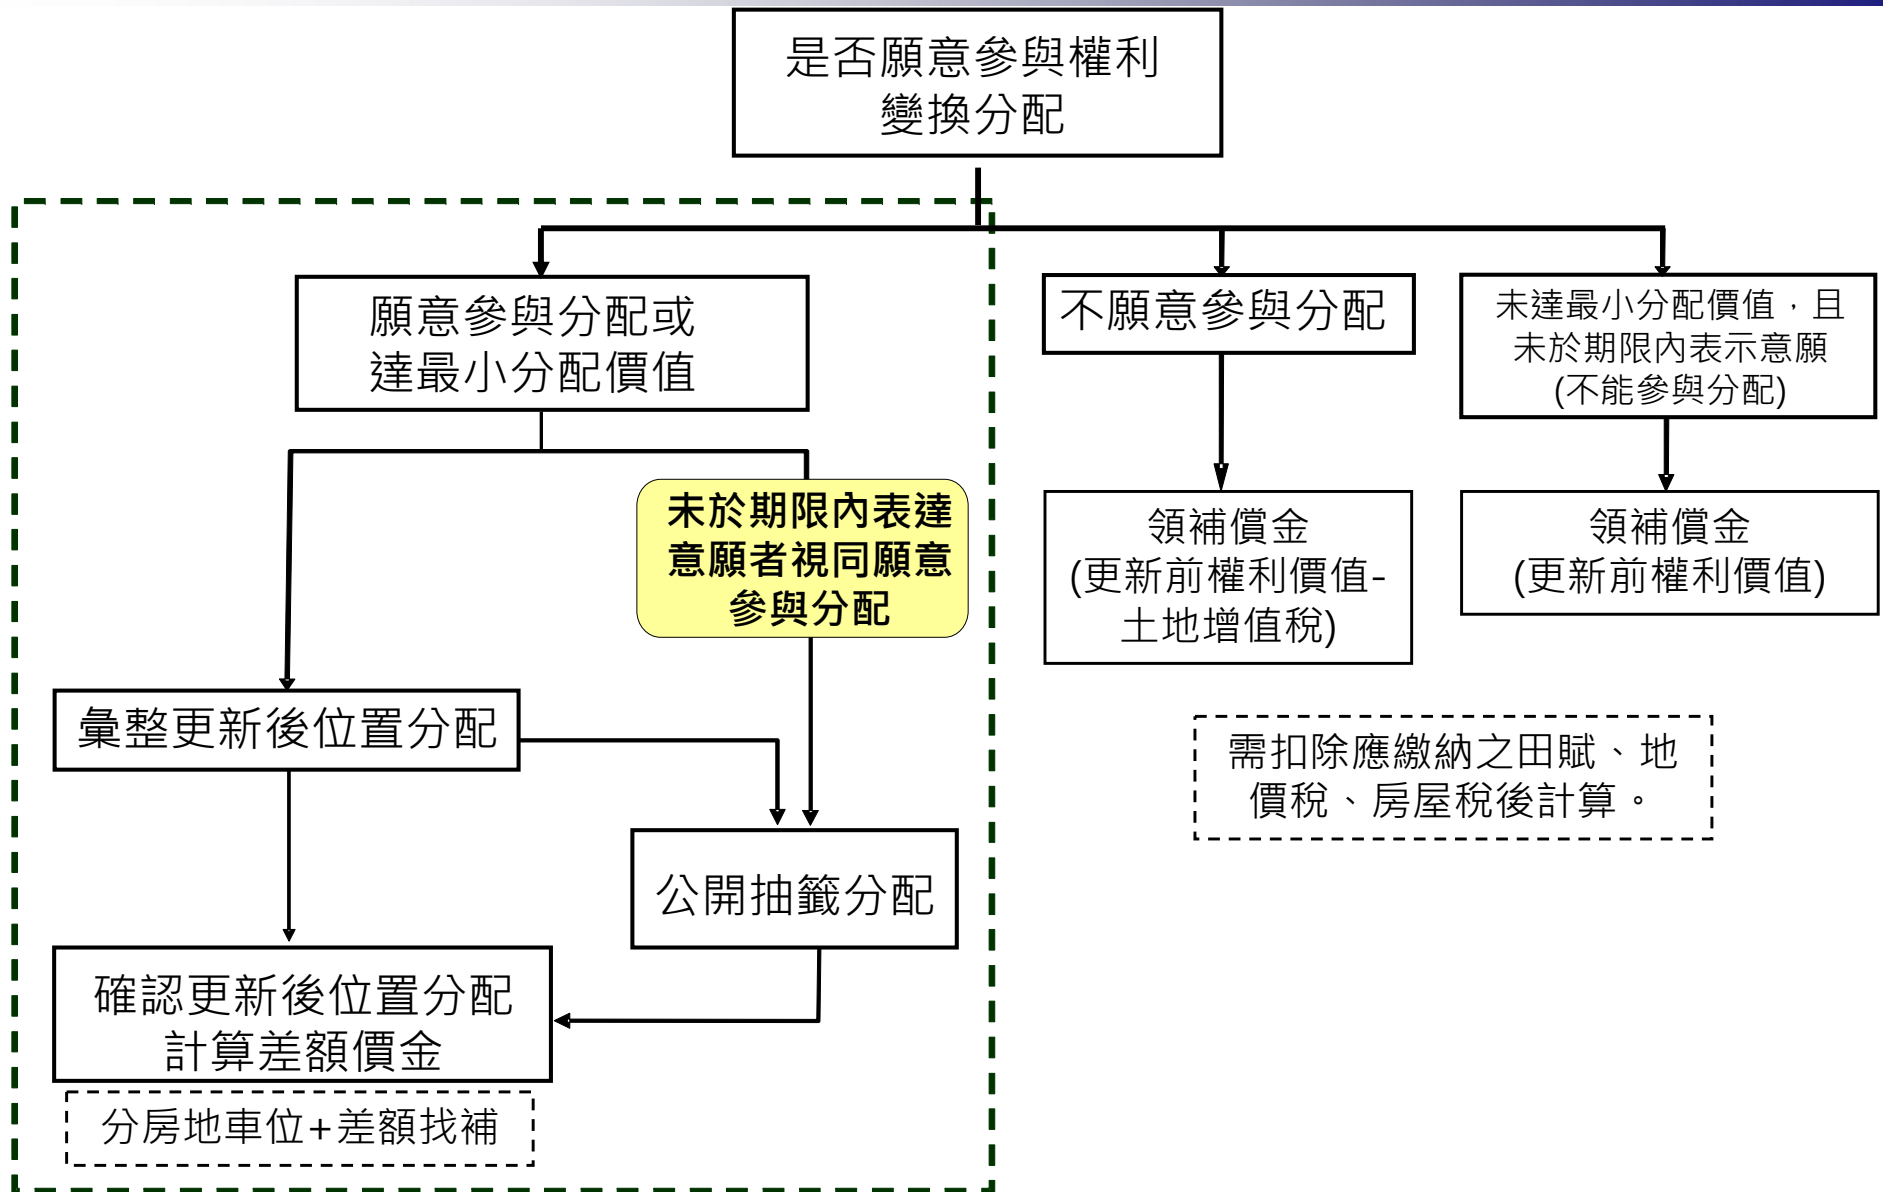 是否願意參與權利
變換分配
願意參與分配或
達最小分配價值
不願意參與分配
未達最小分配價值，且
未於期限內表示意願
(不能參與分配)
未於期限內表達
意願者視同願意
參與分配
領補償金
(更新前權利價值-
土地增值稅)
領補償金
(更新前權利價值)
彙整更新後位置分配
需扣除應繳納之田賦、地
價稅、房屋稅後計算。
公開抽籤分配
確認更新後位置分配
計算差額價金
分房地車位+差額找補